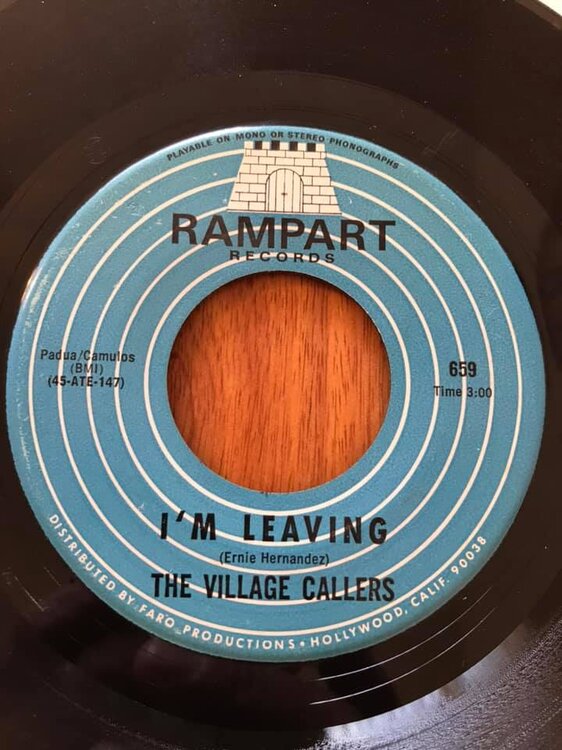 PLAYABLE ON MONO OR STEREO PHONOGRAPHS
RAMPART
RECORDS
Padua/Camulos
(BMI)
(45-ATE-147)
659
Time 3:00
I'M LEAVING
(Ernie Hernandez)
THE VILLAGE CALLERS
DISTRIBUTED BY FARO PRODUCTIONS • HOLLYWOOD, CALIF. 90038